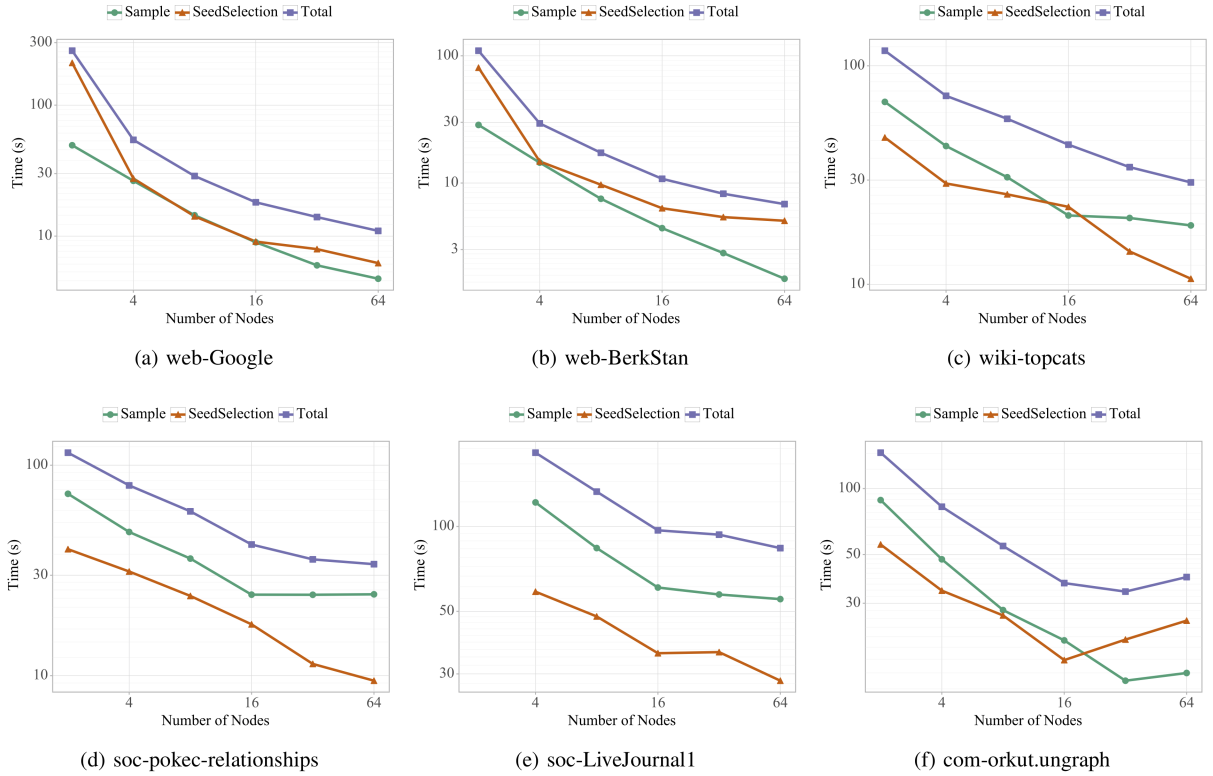 Sample SeedSelection Total
Sample SeedSelection Total
Sample SeedSelection Total
300
100
30
10
Time (s)
4 16 64
Number of Nodes
100
30
10
3
Time (s)
4 16 64
Number of Nodes
100
30
10
Time (s)
4 16 64
Number of Nodes
(a) web-Google
(b) web-BerkStan
(c) wiki-topcats
Sample SeedSelection Total
Sample SeedSelection Total
Sample SeedSelection Total
100
30
10
Time (s)
4 16 64
Number of Nodes
100
50
30
Time (s)
4 16 64
Number of Nodes
100
50
30
Time (s)
4 16 64
Number of Nodes
(d) soc-pokec-relationships
(e) soc-LiveJournal1
(f) com-orkut.ungraph